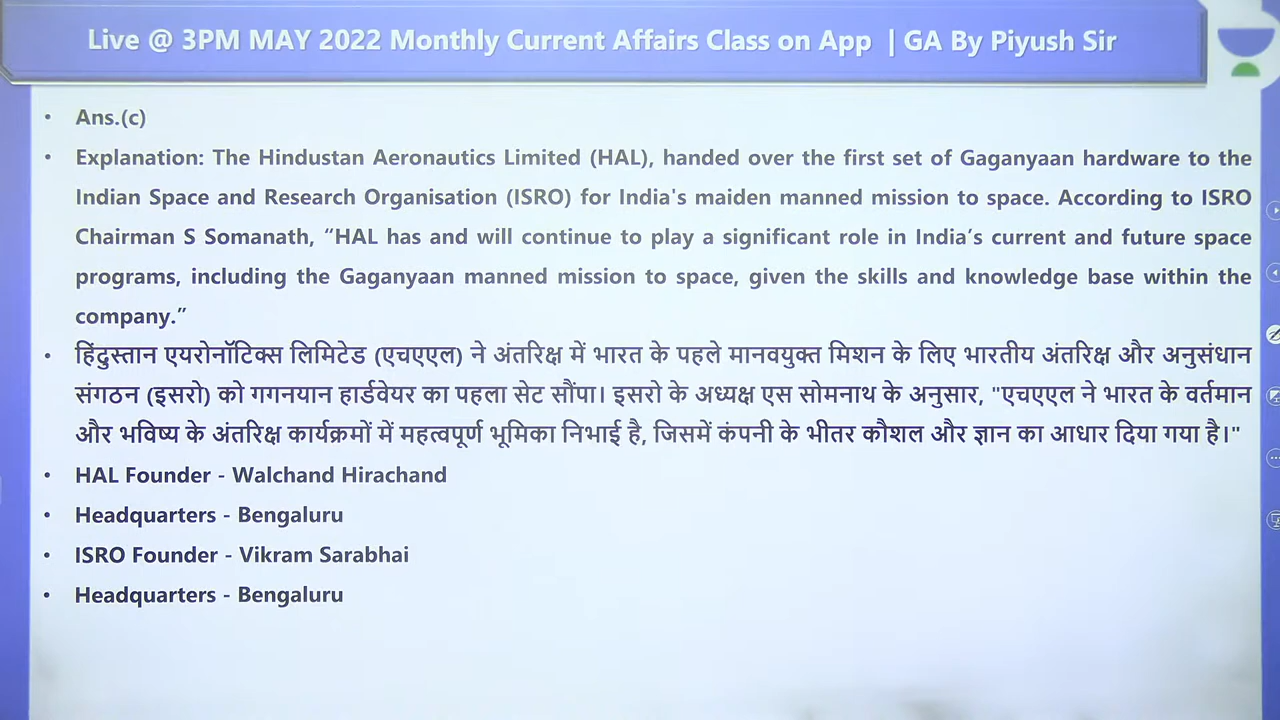 Live @ 3PM MAY 2022 Monthly Current Affairs Class on App | GA By Piyush Sir
• Ans.(c)
• Explanation: The Hindustan Aeronautics Limited (HAL), handed over the first set of Gaganyaan hardware to the
Indian Space and Research Organisation (ISRO) for India's maiden manned mission to space. According to ISRO
Chairman S Somanath, “HAL has and will continue to play a significant role in India’s current and future space
programs, including the Gaganyaan manned mission to space, given the skills and knowledge base within the
company.”
• हिंदुस्तान एयरोनॉटिक्स लिमिटेड (एचएएल) ने अंतरिक्ष में भारत के पहले मानवयुक्त मिशन के लिए भारतीय अंतरिक्ष और अनुसंधान
संगठन (इसरो) को गगनयान हार्डवेयर का पहला सेट सौंपा। इसरो के अध्यक्ष एस सोमनाथ के अनुसार, "एचएएल ने भारत के वर्तमान
और भविष्य के अंतरिक्ष कार्यक्रमों में महत्वपूर्ण भूमिका निभाई है, जिसमें कंपनी के भीतर कौशल और ज्ञान का आधार दिया गया है।"
• HAL Founder - Walchand Hirachand
• Headquarters - Bengaluru
• ISRO Founder - Vikram Sarabhai
• Headquarters - Bengaluru